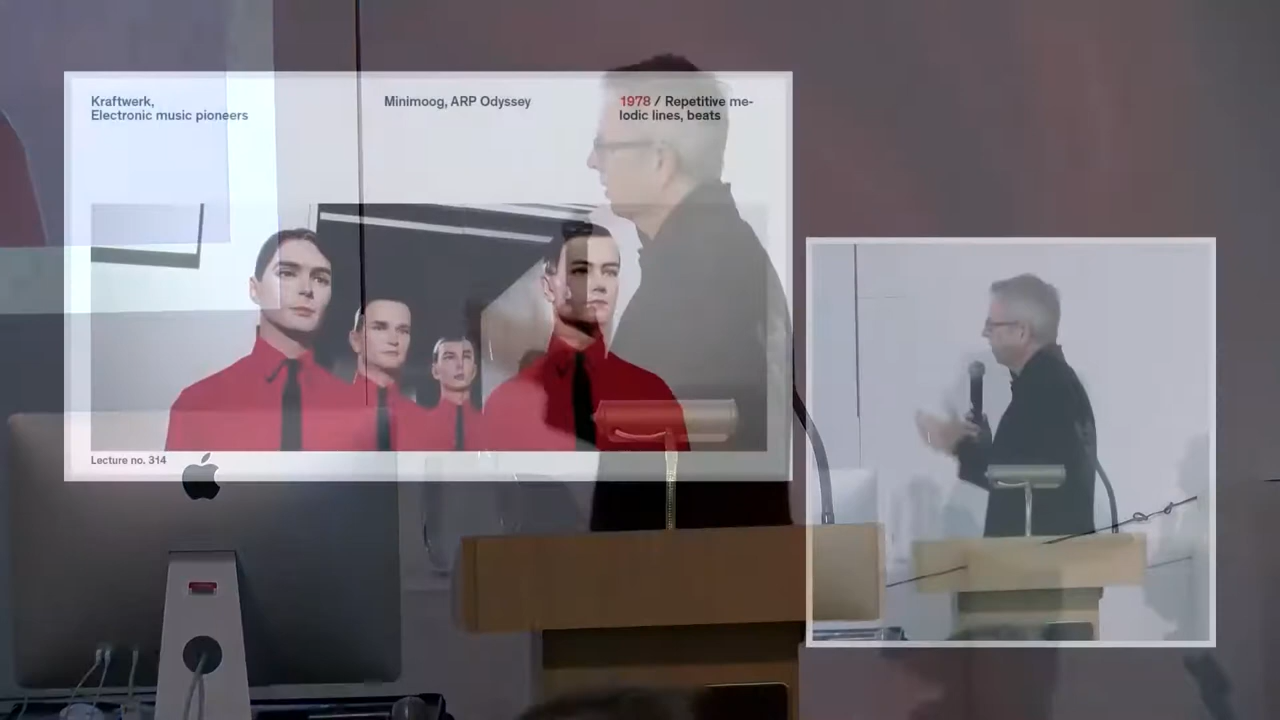 Kraftwerk,
Electronic music pioneers
Minimoog, ARP Odyssey
1978 / Repetitive me-
lodic lines, beats
Lecture no. 314